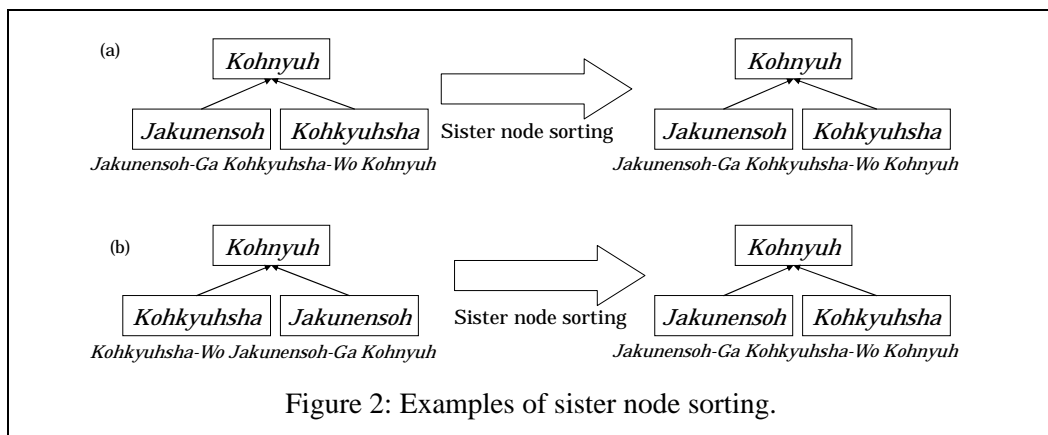 (a)
Kohnyuh
Kohnyuh
Jakunensoh Kohkyuhsha
Sister node sorting
Jakunensoh Kohkyuhsha
Jakunensoh-Ga Kohkyuhsha-Wo Kohnyuh
Jakunensoh-Ga Kohkyuhsha-Wo Kohnyuh
(b)
Kohnyuh
Kohnyuh
Kohkyuhsha Jakunensoh
Sister node sorting
Jakunensoh Kohkyuhsha
Kohkyuhsha-Wo Jakunensoh-Ga Kohnyuh
Jakunensoh-Ga Kohkyuhsha-Wo Kohnyuh
Figure 2: Examples of sister node sorting.